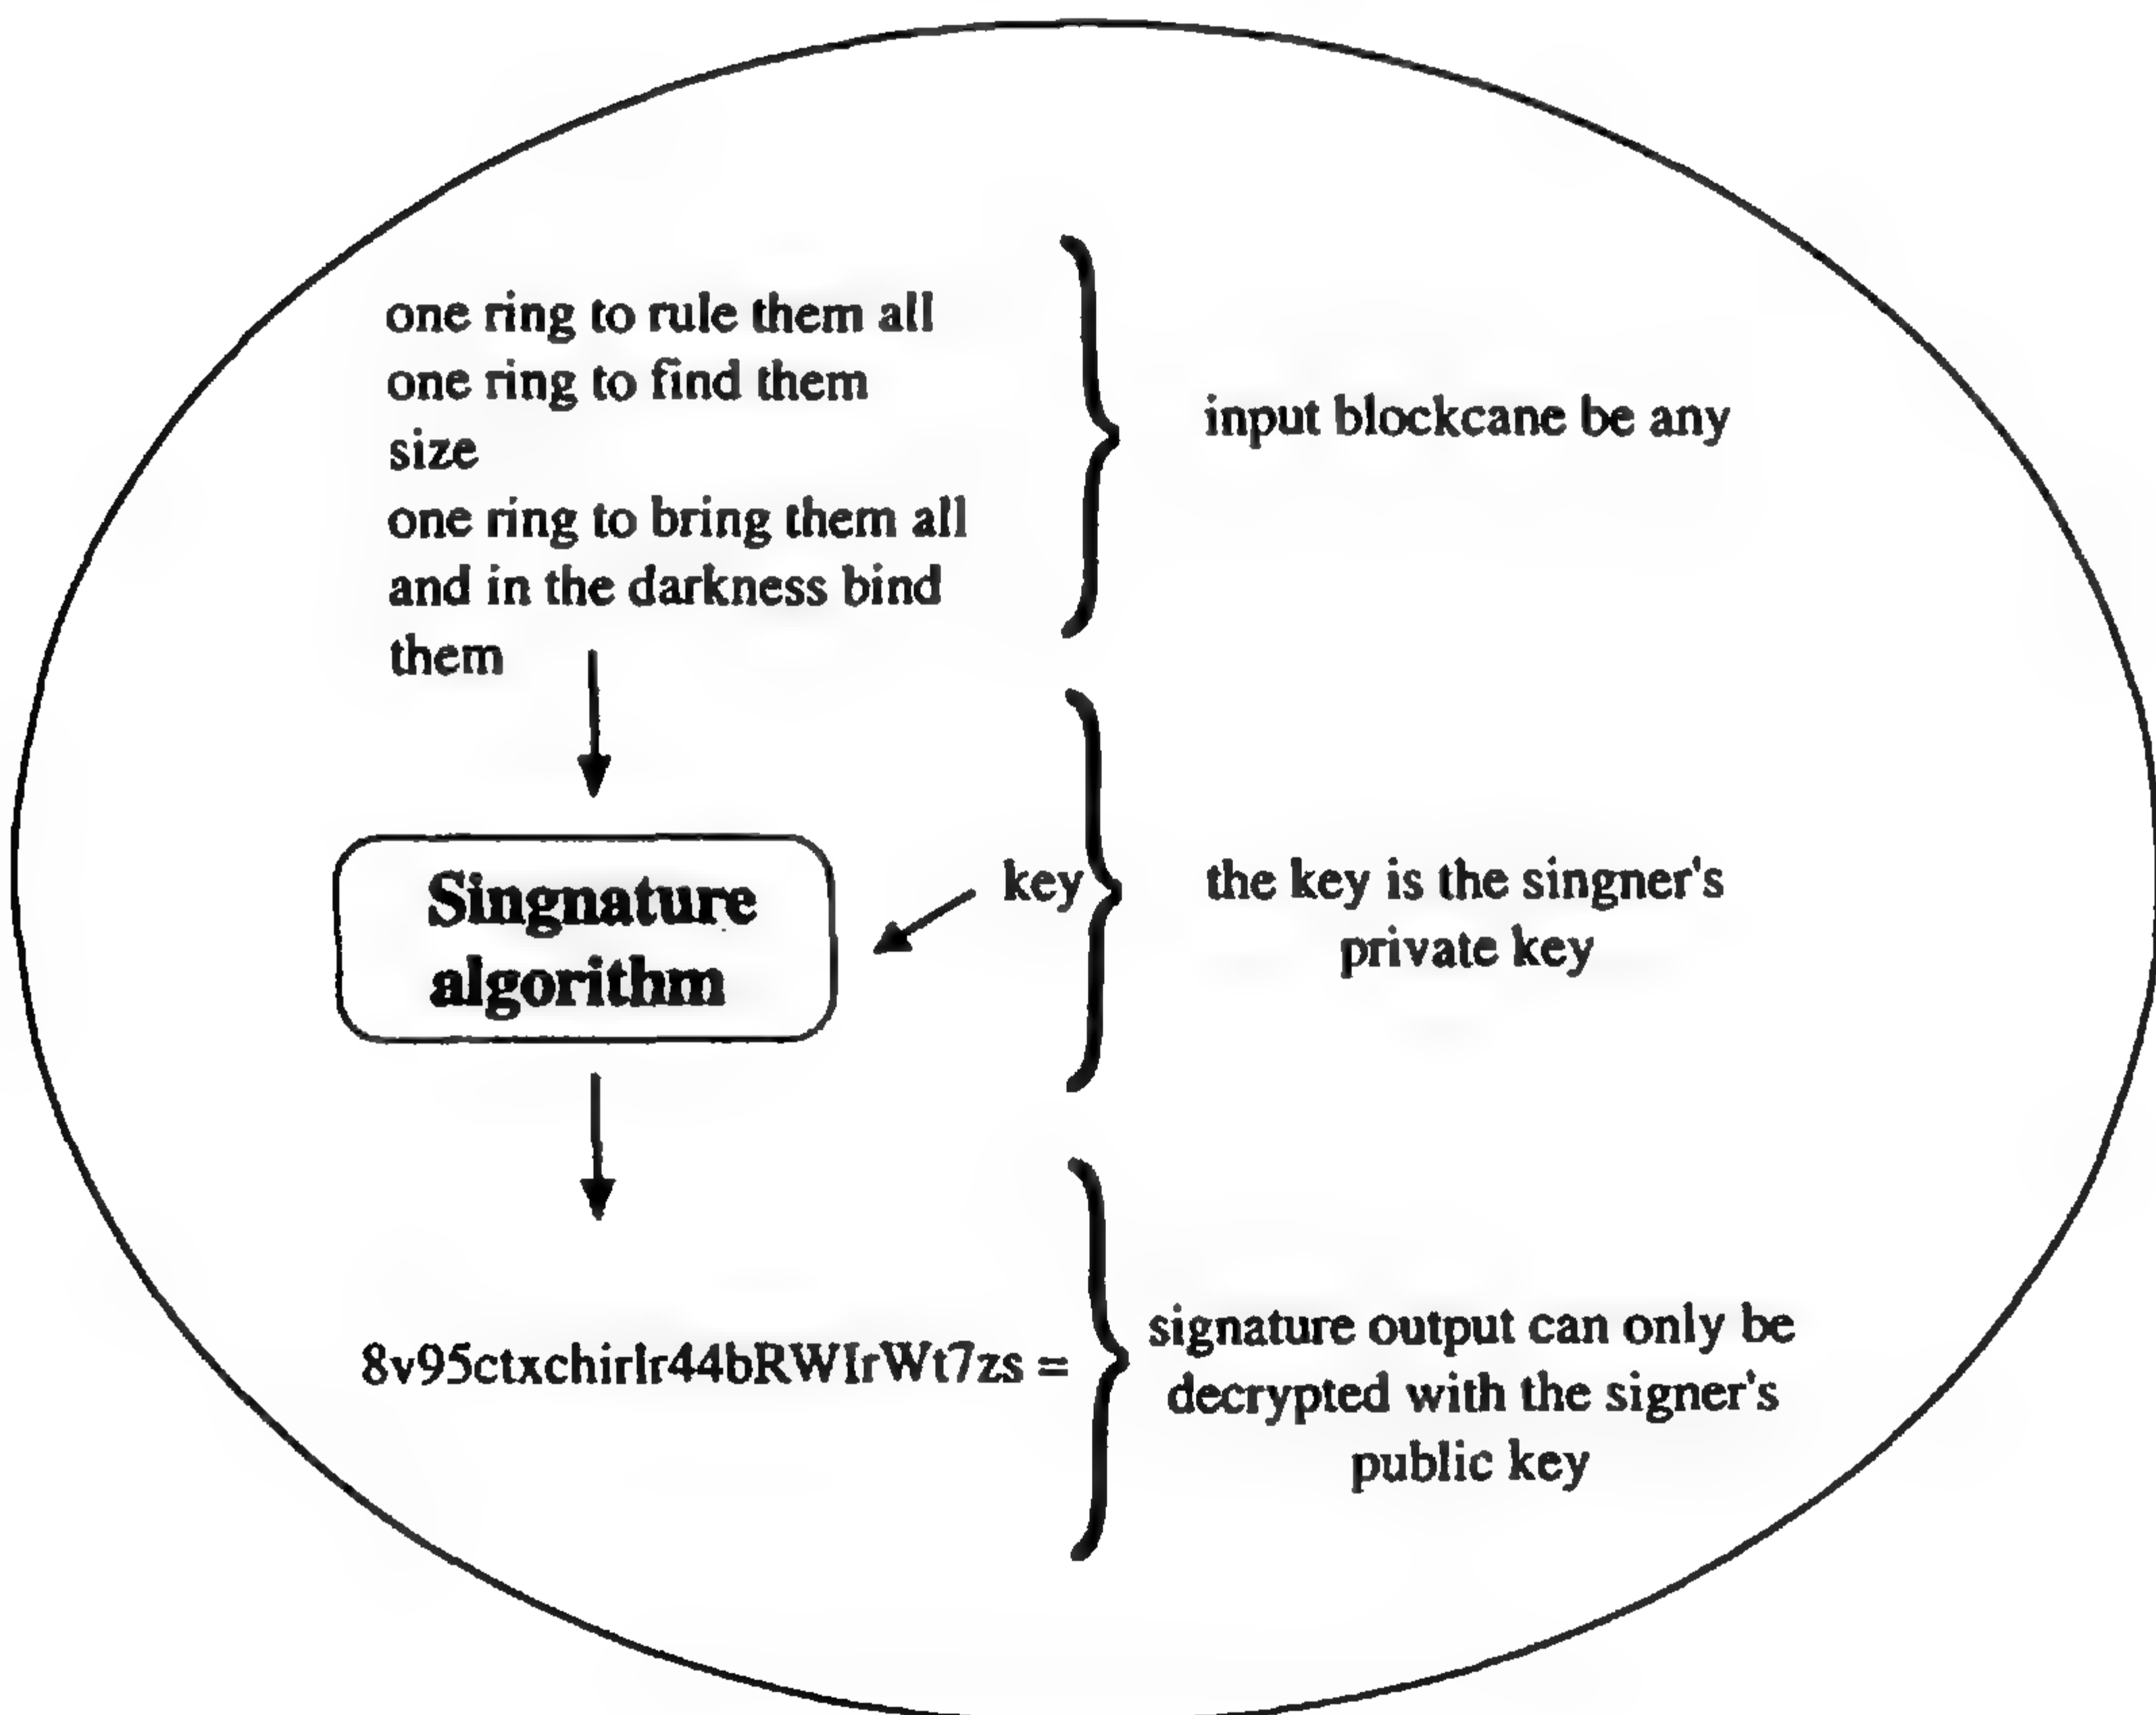 one ring to rule them all
one ring to find them
size
one ring to bring them all
and in the darkness bind
them
input blockcane be any
Singnature
algorithm
key
the key is the singner's
private key
8v95ctxchirlr44bRWIrWt7zs =
signature output can only be
decrypted with the signer's
public key